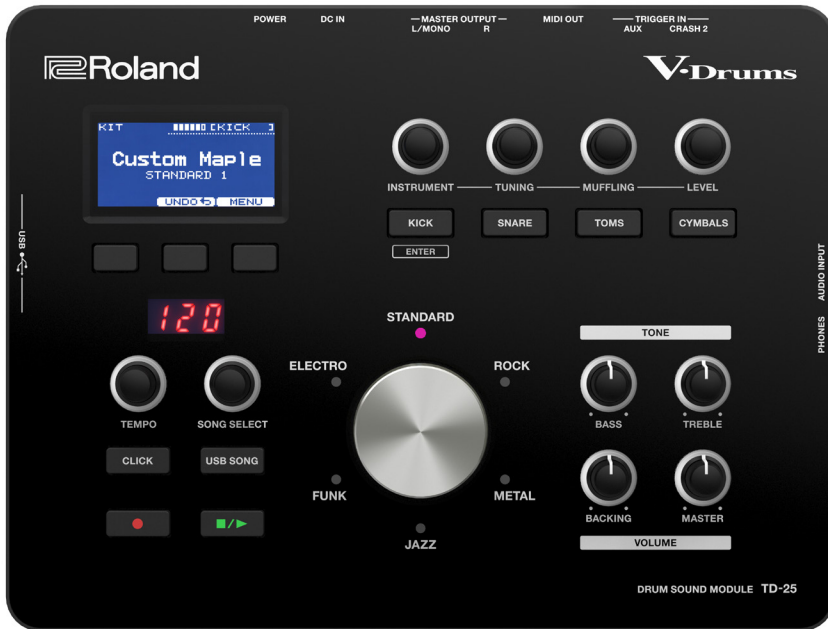 POWER
DC IN
MASTER OUTPUT
L/MONO R
MIDI OUT
TRIGGER IN
AUX CRASH 2
Roland
V-Drums
KIT [KICK ]
Custom Maple
STANDARD 1
UNDO MENU
INSTRUMENT TUNING MUFFLING LEVEL
KICK SNARE TOMS CYMBALS
ENTER
USB
AUDIO INPUT
PHONES
120
TEMPO SONG SELECT
CLICK USB SONG
STANDARD
ELECTRO ROCK
FUNK METAL
JAZZ
TONE
BASS TREBLE
BACKING MASTER
VOLUME
DRUM SOUND MODULE TD-25